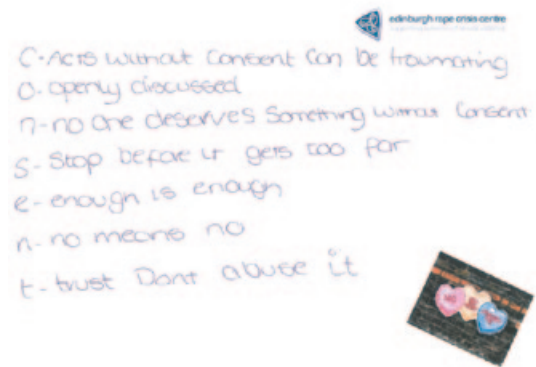 edinburgh rape crisis centre
C-Acts without Consent Can be traumating
O-openly discussed
n-no one deserves something without Consent
S-Stop before it gets too far
e-enough is enough
n-no means no
t-trust Dont abuse it